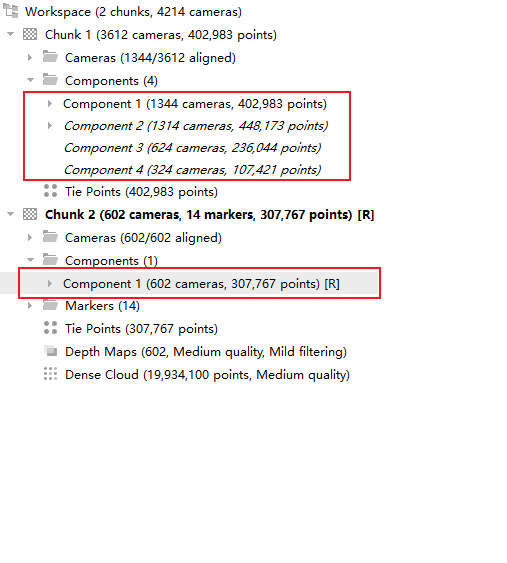 Workspace (2 chunks, 4214 cameras)
Chunk 1 (3612 cameras, 402,983 points)
Cameras (1344/3612 aligned)
Components (4)
Component 1 (1344 cameras, 402,983 points)
Component 2 (1314 cameras, 448,173 points)
Component 3 (624 cameras, 236,044 points)
Component 4 (324 cameras, 107,421 points)
Tie Points (402,983 points)
Chunk 2 (602 cameras, 14 markers, 307,767 points) [R]
Cameras (602/602 aligned)
Components (1)
Component 1 (602 cameras, 307,767 points) [R]
Markers (14)
Tie Points (307,767 points)
Depth Maps (602, Medium quality, Mild filtering)
Dense Cloud (19,934,100 points, Medium quality)